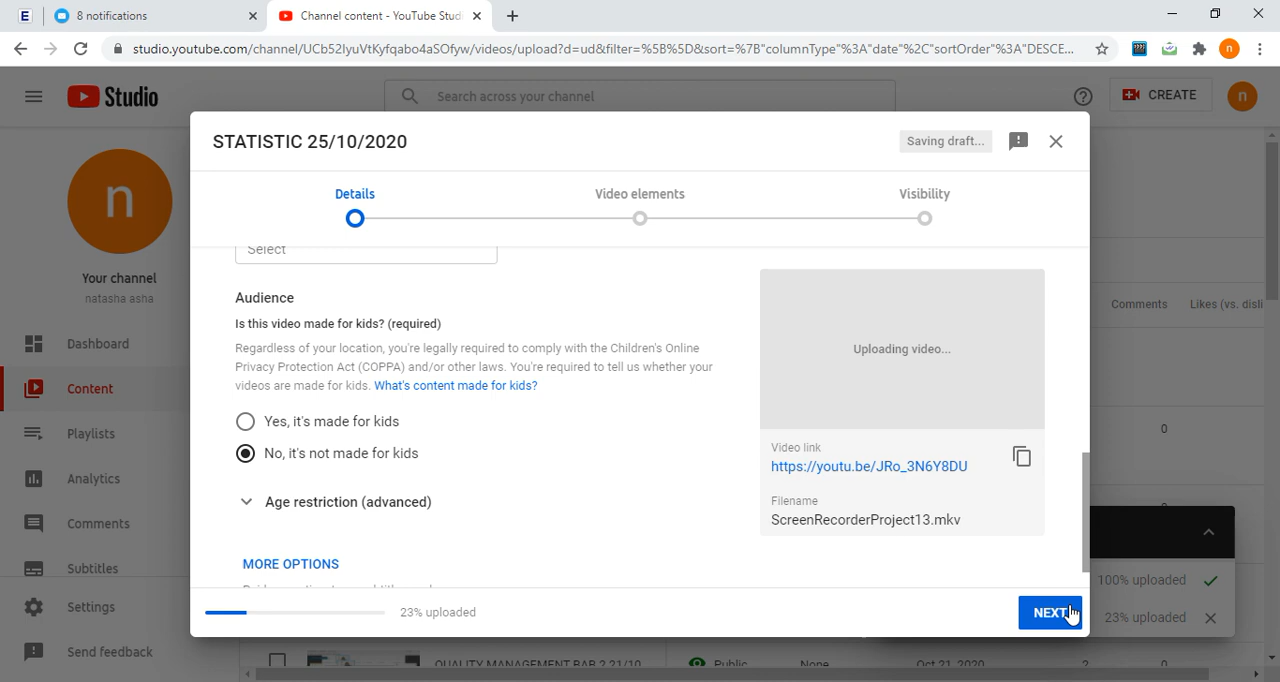 E
8 notifications
Channel content - YouTube Studi
studio.youtube.com/channel/UCb52lyuVtKyfqabo4aSOfyw/videos/upload?d=ud&filter=%5B%5D&sort=%7B"columnType"%3A"date"%2C"sortOrder"%3A"DESCE...
n
Studio
Search across your channel
CREATE
n
STATISTIC 25/10/2020
Saving draft...
Details
Video elements
Visibility
n
Your channel
natasha asha
Dashboard
Content
Playlists
Analytics
Comments
Subtitles
Settings
Send feedback
Select
Audience
Is this video made for kids? (required)
Regardless of your location, you're legally required to comply with the Children's Online
Privacy Protection Act (COPPA) and/or other laws. You're required to tell us whether your
videos are made for kids. What's content made for kids?
Yes, it's made for kids
No, it's not made for kids
Age restriction (advanced)
MORE OPTIONS
Uploading video...
Video link
https://youtu.be/JRo_3N6Y8DU
Filename
ScreenRecorderProject13.mkv
23% uploaded
NEXT
Comments
Likes (vs. disli
0
100% uploaded
23% uploaded
QUALITY MANAGEMENT BAB 2 21/10
Public
None
Oct 21, 2020
2
0